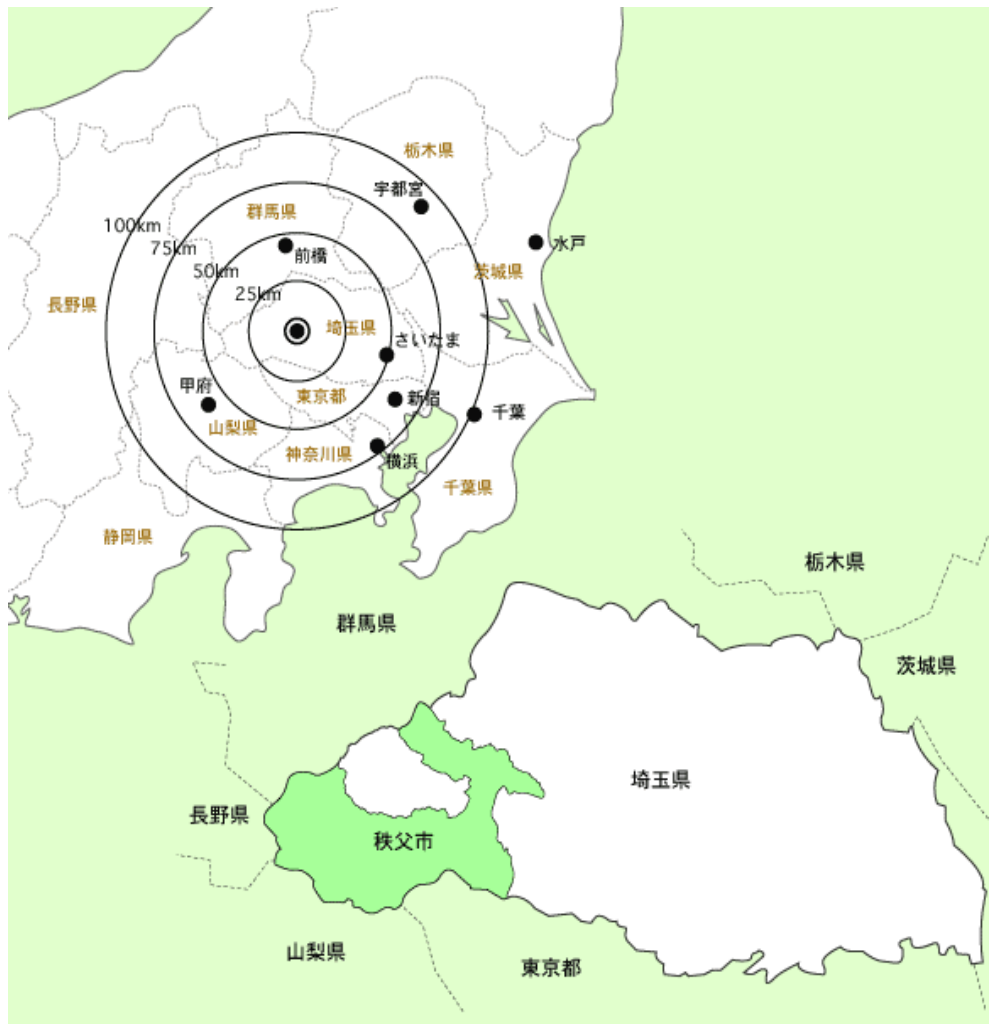 栃木県
宇都宮
群馬県
100km
水戸
75km
前橋
50km
茨城県
25km
長野県
埼玉県
さいたま
甲府
東京都
新宿
千葉
山梨県
神奈川県
横浜
千葉県
静岡県
栃木県
群馬県
茨城県
埼玉県
長野県
秩父市
山梨県
東京都